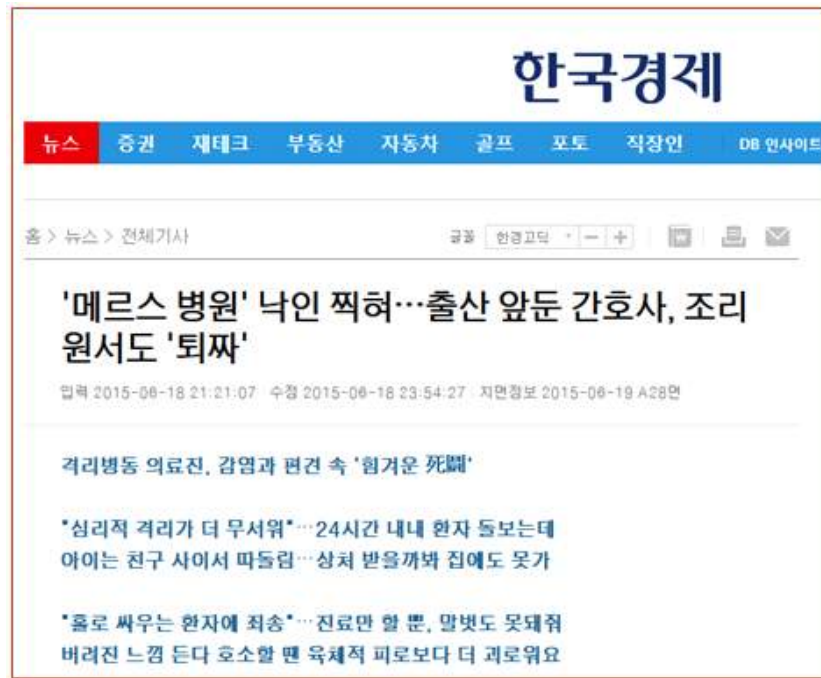 한국경제
뉴스 증권 재테크 부동산 자동차 골프 포토 직장인 DB 인사이트
홈 > 뉴스 > 전체기사 글꼴 한경고딕 - +
'메르스 병원' 낙인 찍혀…출산 앞둔 간호사, 조리
원서도 '퇴짜'
입력 2015-06-18 21:21:07 수정 2015-06-18 23:54:27 지면정보 2015-06-19 A28면
격리병동 의료진, 감염과 편견 속 '힘겨운 死鬪'
"심리적 격리가 더 무서워"…24시간 내내 환자 돌보는데
아이는 친구 사이서 따돌림…상처 받을까봐 집에도 못가
"홀로 싸우는 환자에 죄송"…진료만 할 뿐, 말벗도 못돼줘
버려진 느낌 든다 호소할 땐 육체적 피로보다 더 괴로워요